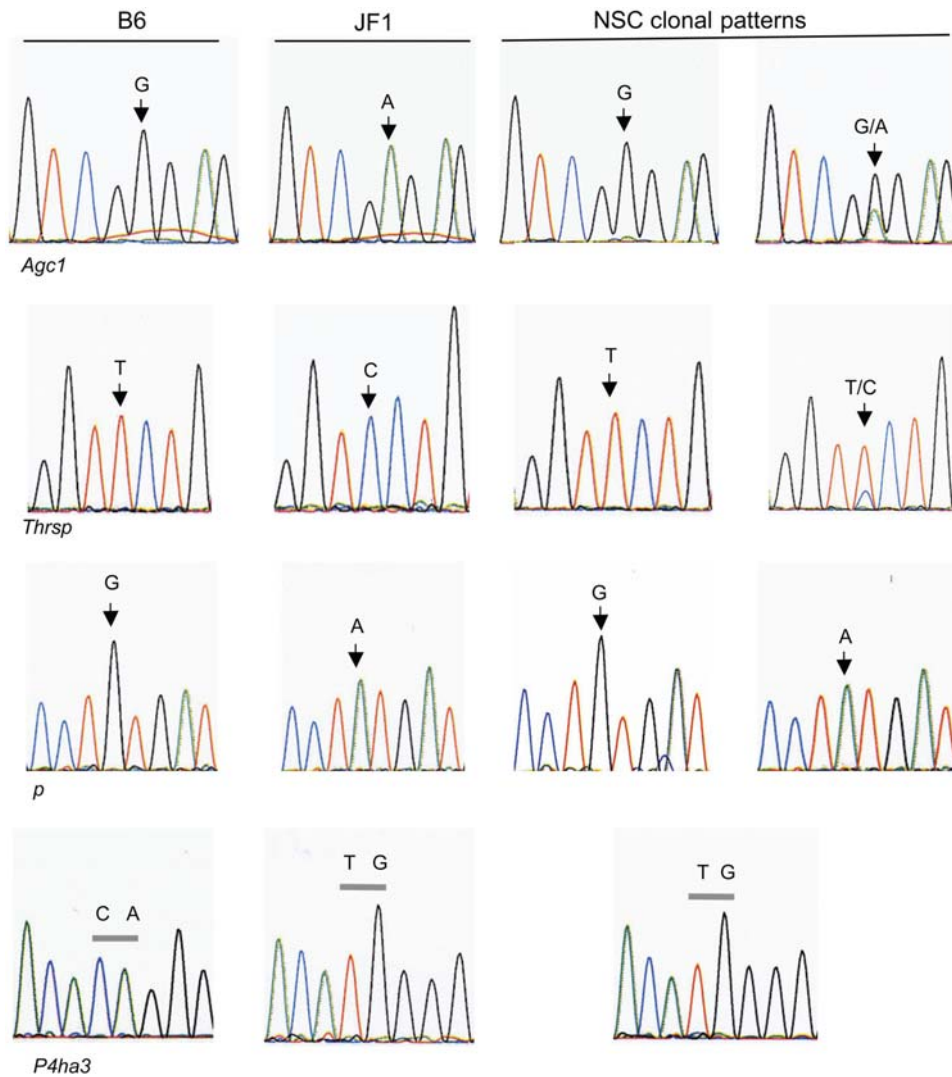 B6 JF1 NSC clonal patterns
G A G G/A
Agc1
T C T T/C
Thrsp
G A G A
p
C A T G T G
P4ha3